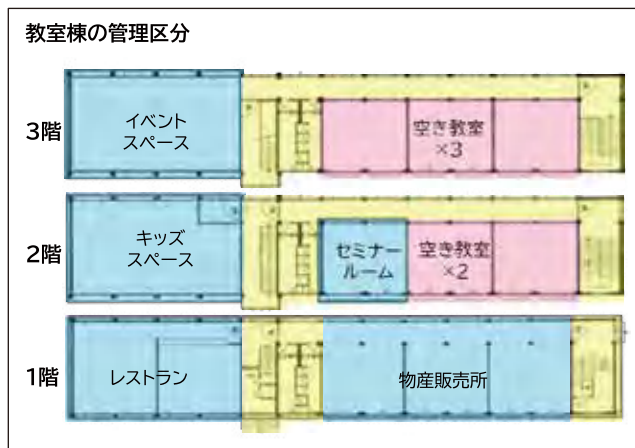 教室棟の管理区分
3階
イベント
スペース
空き教室
×3
2階
キッズ
スペース
セミナー
ルーム
空き教室
×2
1階
レストラン
物産販売所